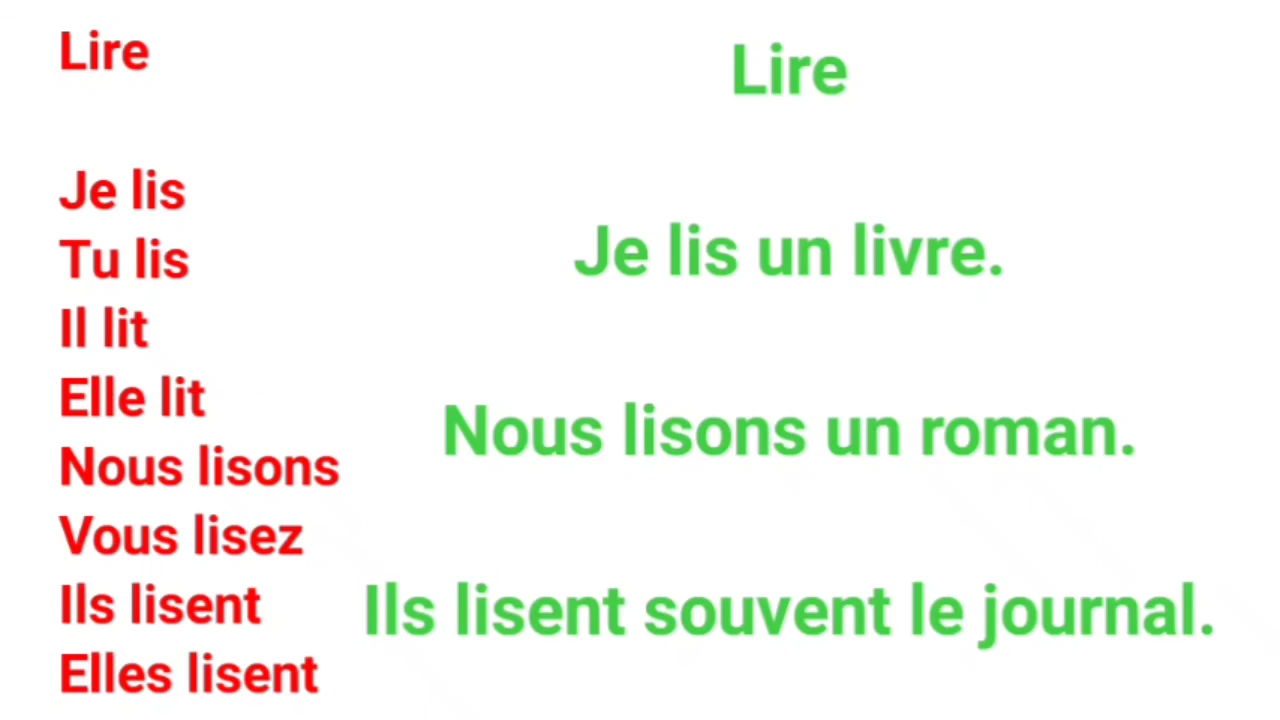 Lire
Je lis
Tu lis
Il lit
Elle lit
Nous lisons
Vous lisez
Ils lisent
Elles lisent
Lire
Je lis un livre.
Nous lisons un roman.
Ils lisent souvent le journal.